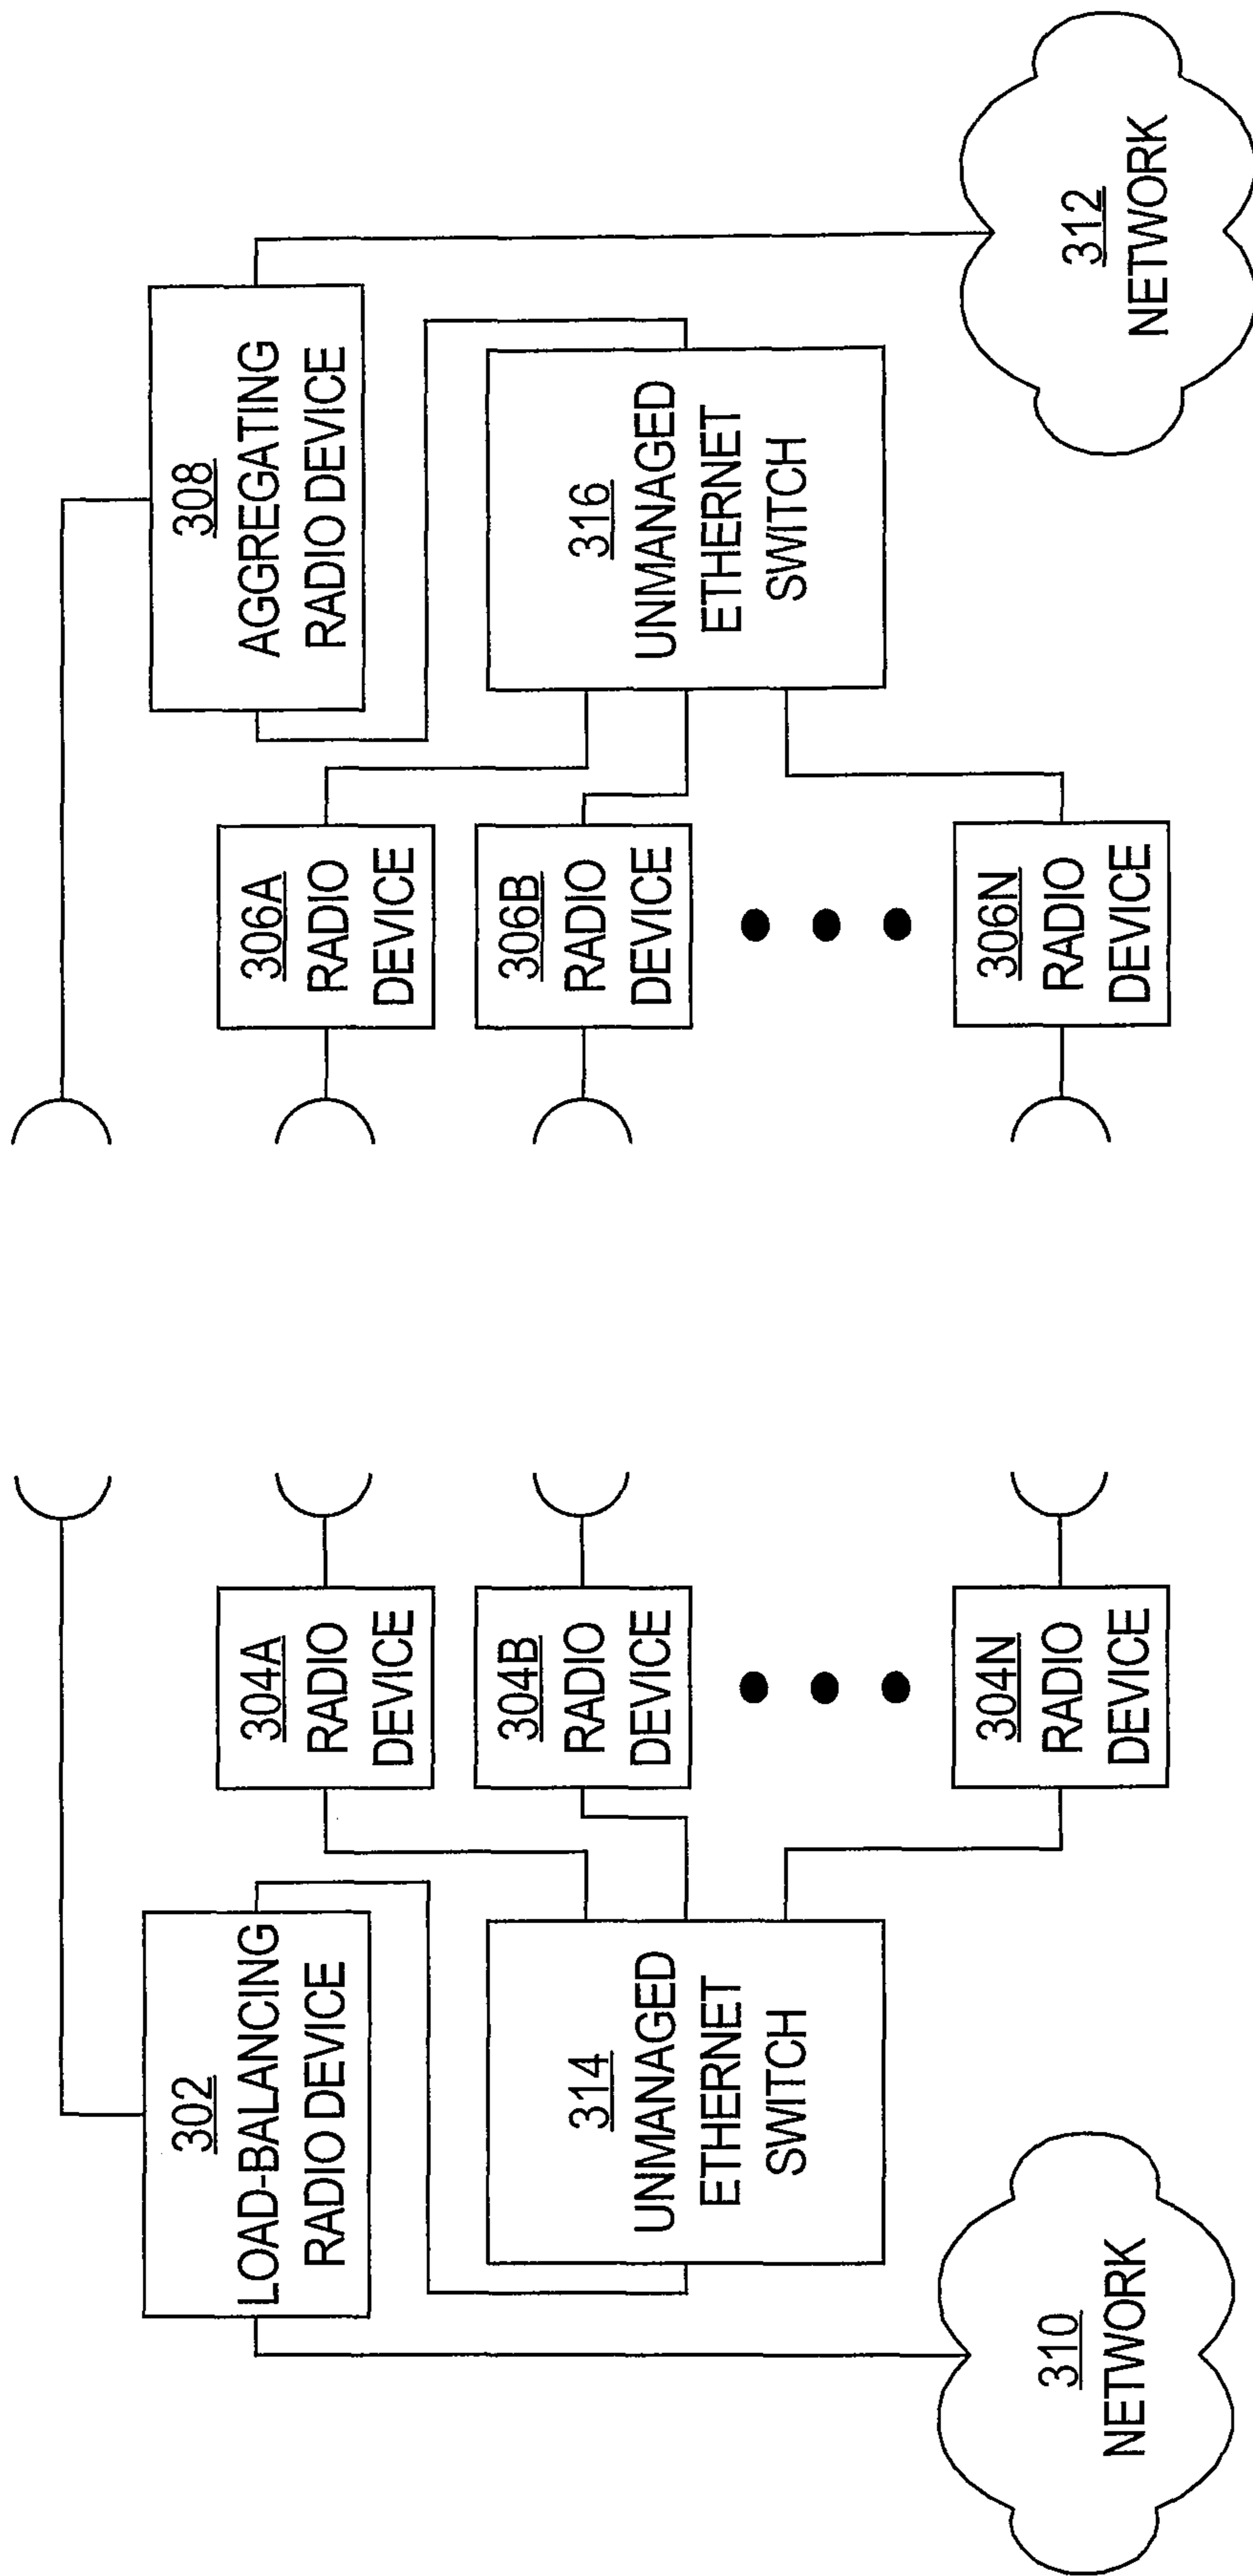 302
LOAD-BALANCING
RADIO DEVICE
304A
RADIO
DEVICE
306A
RADIO
DEVICE
308
AGGREGATING
RADIO DEVICE
314
UNMANAGED
ETHERNET
SWITCH
304B
RADIO
DEVICE
306B
RADIO
DEVICE
316
UNMANAGED
ETHERNET
SWITCH
310
NETWORK
304N
RADIO
DEVICE
306N
RADIO
DEVICE
312
NETWORK